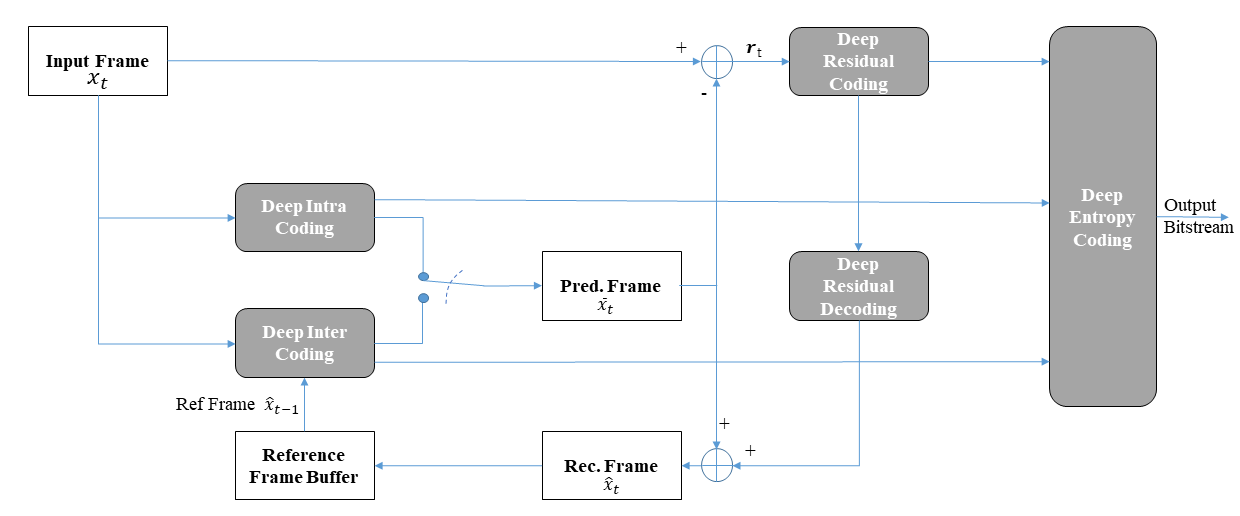 Input Frame
x_t
+
r_t
-
Deep
Residual
Coding
Deep Intra
Coding
Deep
Entropy
Coding
Output
Bitstream
Pred. Frame
x̄_t
Deep
Residual
Decoding
Deep Inter
Coding
Ref Frame x̂_{t−1}
+
+
Reference
Frame Buffer
Rec. Frame
x̂_t